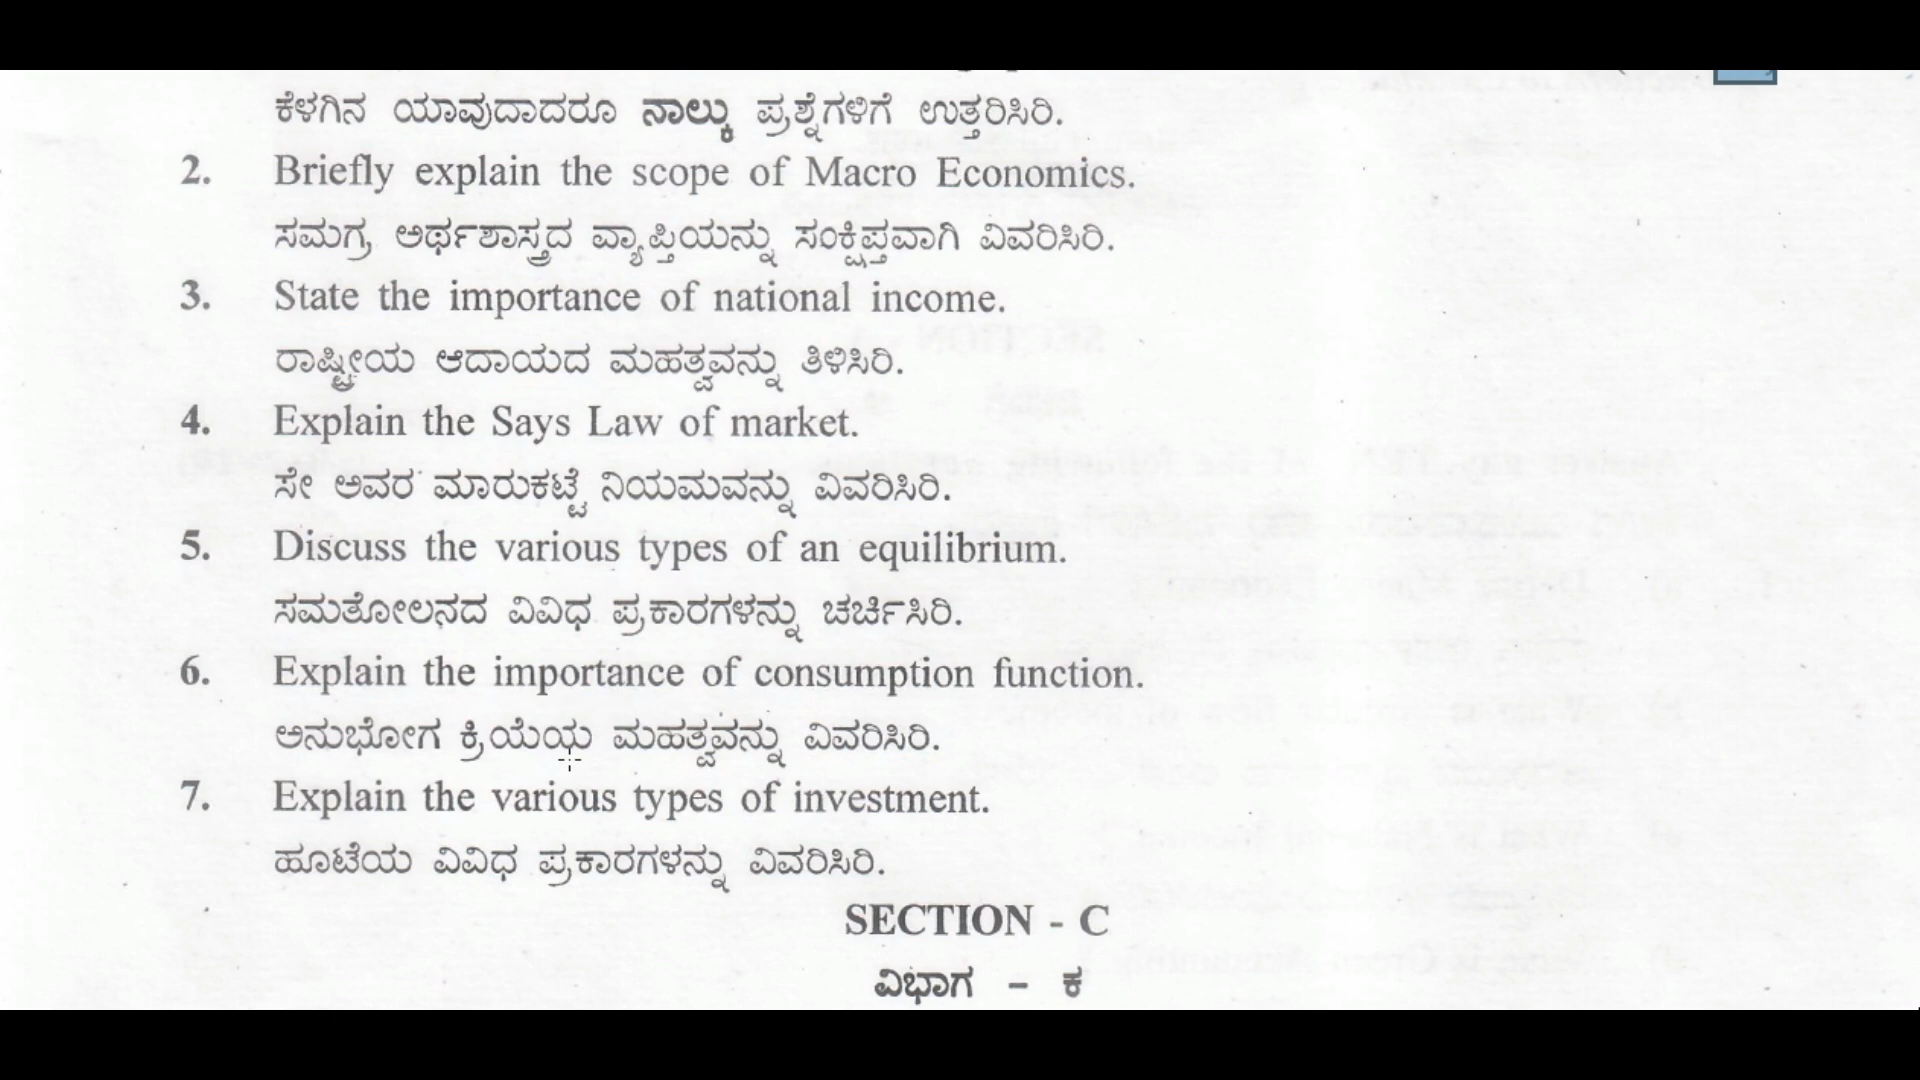 ಕೆಳಗಿನ ಯಾವುದಾದರೂ ನಾಲ್ಕು ಪ್ರಶ್ನೆಗಳಿಗೆ ಉತ್ತರಿಸಿರಿ.
2. Briefly explain the scope of Macro Economics.
ಸಮಗ್ರ ಅರ್ಥಶಾಸ್ತ್ರದ ವ್ಯಾಪ್ತಿಯನ್ನು ಸಂಕ್ಷಿಪ್ತವಾಗಿ ವಿವರಿಸಿರಿ.
3. State the importance of national income.
ರಾಷ್ಟ್ರೀಯ ಆದಾಯದ ಮಹತ್ವವನ್ನು ತಿಳಿಸಿರಿ.
4. Explain the Says Law of market.
ಸೇ ಅವರ ಮಾರುಕಟ್ಟೆ ನಿಯಮವನ್ನು ವಿವರಿಸಿರಿ.
5. Discuss the various types of an equilibrium.
ಸಮತೋಲನದ ವಿವಿಧ ಪ್ರಕಾರಗಳನ್ನು ಚರ್ಚಿಸಿರಿ.
6. Explain the importance of consumption function.
ಅನುಭೋಗ ಕ್ರಿಯೆಯ ಮಹತ್ವವನ್ನು ವಿವರಿಸಿರಿ.
7. Explain the various types of investment.
ಹೂಟೆಯ ವಿವಿಧ ಪ್ರಕಾರಗಳನ್ನು ವಿವರಿಸಿರಿ.
SECTION - C
ವಿಭಾಗ - ಕ